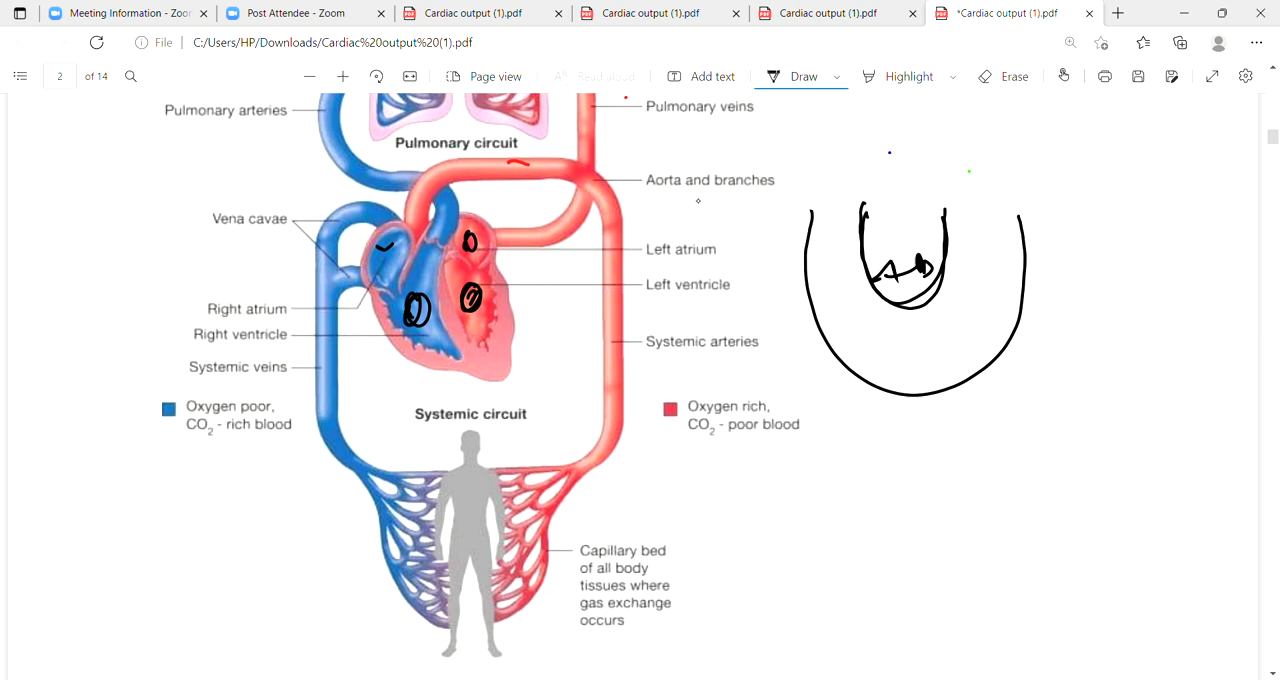 Meeting Information - Zoor
Post Attendee - Zoom
Cardiac output (1).pdf
Cardiac output (1).pdf
Cardiac output (1).pdf
*Cardiac output (1).pdf
File
C:/Users/HP/Downloads/Cardiac%20output%20(1).pdf
2 of 14
Page view
Read aloud
Add text
Draw
Highlight
Erase
Pulmonary arteries
Pulmonary veins
Pulmonary circuit
Aorta and branches
Vena cavae
Left atrium
Left ventricle
Right atrium
Right ventricle
Systemic arteries
Systemic veins
Oxygen poor,
CO2 - rich blood
Systemic circuit
Oxygen rich,
CO2 - poor blood
Capillary bed
of all body
tissues where
gas exchange
occurs